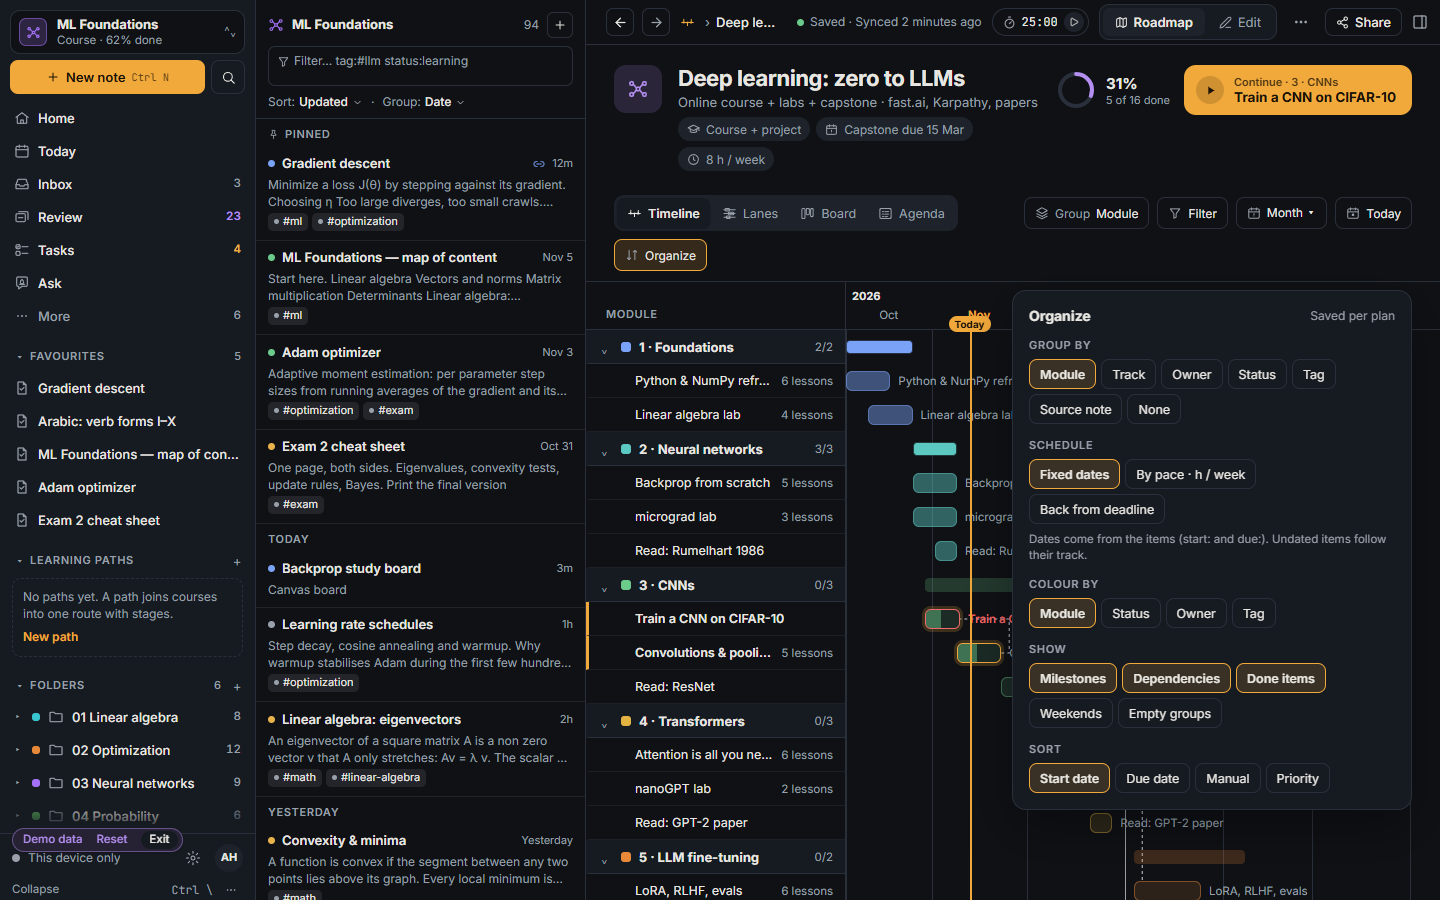 ML Foundations
Course · 62% done
New note Ctrl N
Home
Today
Inbox 3
Review 23
Tasks 4
Ask
More 6
FAVOURITES 5
Gradient descent
Arabic: verb forms I–X
ML Foundations — map of con...
Adam optimizer
Exam 2 cheat sheet
LEARNING PATHS +
No paths yet. A path joins courses
into one route with stages.
New path
FOLDERS 6 +
01 Linear algebra 8
02 Optimization 12
03 Neural networks 9
04 Probability 6
Demo data Reset Exit
This device only AH
Collapse Ctrl \ ···
ML Foundations 94 +
Filter... tag:#llm status:learning
Sort: Updated · Group: Date
PINNED
Gradient descent 12m
Minimize a loss J(θ) by stepping against its gradient.
Choosing η Too large diverges, too small crawls....
#ml #optimization
ML Foundations — map of content Nov 5
Start here. Linear algebra Vectors and norms Matrix
multiplication Determinants Linear algebra:...
#ml
Adam optimizer Nov 3
Adaptive moment estimation: per parameter step
sizes from running averages of the gradient and its...
#optimization #exam
Exam 2 cheat sheet Oct 31
One page, both sides. Eigenvalues, convexity tests,
update rules, Bayes. Print the final version
#exam
TODAY
Backprop study board 3m
Canvas board
Learning rate schedules 1h
Step decay, cosine annealing and warmup. Why
warmup stabilises Adam during the first few hundre...
#optimization
Linear algebra: eigenvectors 2h
An eigenvector of a square matrix A is a non zero
vector v that A only stretches: Av = λ v. The scalar ...
#math #linear-algebra
YESTERDAY
Convexity & minima Yesterday
A function is convex if the segment between any two
points lies above its graph. Every local minimum is...
#math
› Deep le... Saved · Synced 2 minutes ago 25:00 Roadmap Edit ··· Share
Deep learning: zero to LLMs
Online course + labs + capstone · fast.ai, Karpathy, papers
Course + project Capstone due 15 Mar
8 h / week
31%
5 of 16 done
Continue · 3 · CNNs
Train a CNN on CIFAR-10
Timeline Lanes Board Agenda
Group Module Filter Month Today
Organize
MODULE
2026
Oct Nov
Today
1 · Foundations 2/2
Python & NumPy refr... 6 lessons Python & NumPy refr
Linear algebra lab 4 lessons Linear algebra la
2 · Neural networks 3/3
Backprop from scratch 5 lessons Backprop
micrograd lab 3 lessons microgra
Read: Rumelhart 1986 Read: Ru
3 · CNNs 0/3
Train a CNN on CIFAR-10 Train a C
Convolutions & pooli... 5 lessons
Read: ResNet
4 · Transformers 0/3
Attention is all you ne... 6 lessons
nanoGPT lab 2 lessons
Read: GPT-2 paper Read: GPT-2 paper
5 · LLM fine-tuning 0/2
LoRA, RLHF, evals 6 lessons LoRA, RLHF, evals
Organize Saved per plan
GROUP BY
Module Track Owner Status Tag
Source note None
SCHEDULE
Fixed dates By pace · h / week
Back from deadline
Dates come from the items (start: and due:). Undated items follow
their track.
COLOUR BY
Module Status Owner Tag
SHOW
Milestones Dependencies Done items
Weekends Empty groups
SORT
Start date Due date Manual Priority